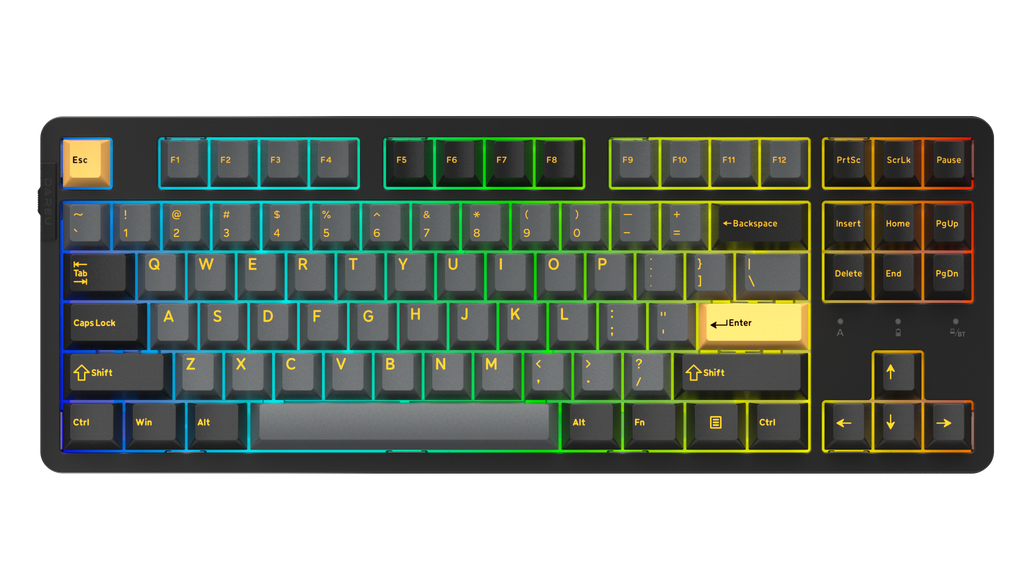 Esc F1 F2 F3 F4 F5 F6 F7 F8 F9 F10 F11 F12 PrtSc ScrLk Pause
~ ! @ # $ % ^ & * ( ) — +
` 1 2 3 4 5 6 7 8 9 0 – = ←Backspace Insert Home PgUp
Q W E R T Y U I O P : } |
Tab . ] \ Delete End PgDn
A S D F G H J K L : "
Caps Lock ; ' Enter A /BT
Z X C V B N M < > ?
Shift , . / Shift ↑
Ctrl Win Alt Alt Fn Ctrl ← ↓ →
DAREU